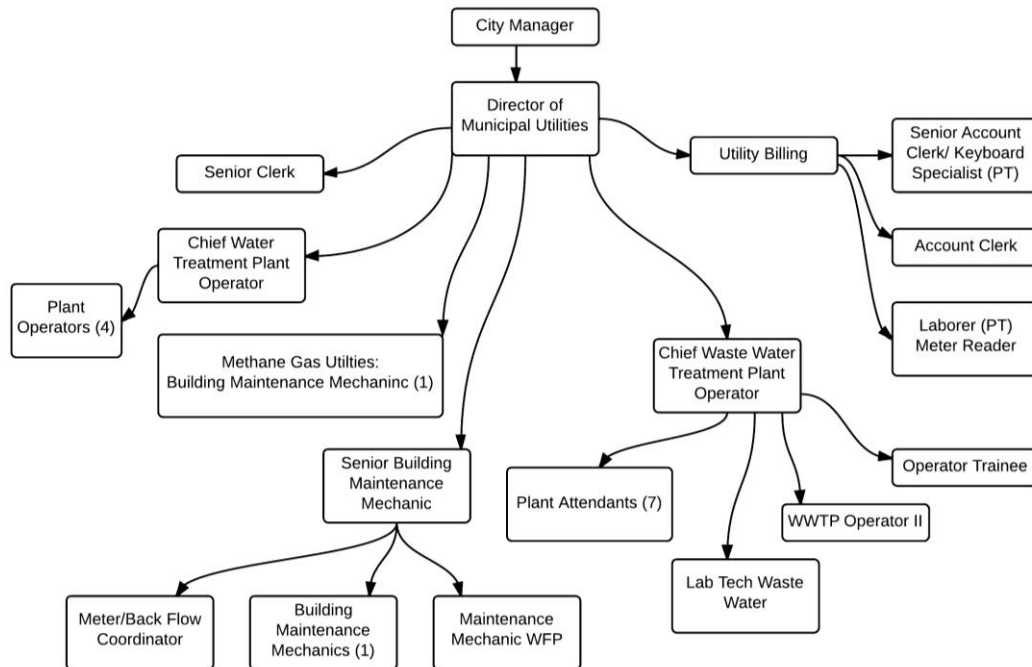 City Manager
Director of
Municipal Utilities
Senior Clerk
Utility Billing
Senior Account
Clerk/ Keyboard
Specialist (PT)
Account Clerk
Laborer (PT)
Meter Reader
Chief Water
Treatment Plant
Operator
Plant
Operators (4)
Methane Gas Utilties:
Building Maintenance Mechaninc (1)
Chief Waste Water
Treatment Plant
Operator
Senior Building
Maintenance
Mechanic
Plant Attendants (7)
Operator Trainee
WWTP Operator II
Lab Tech Waste
Water
Meter/Back Flow
Coordinator
Building
Maintenance
Mechanics (1)
Maintenance
Mechanic WFP